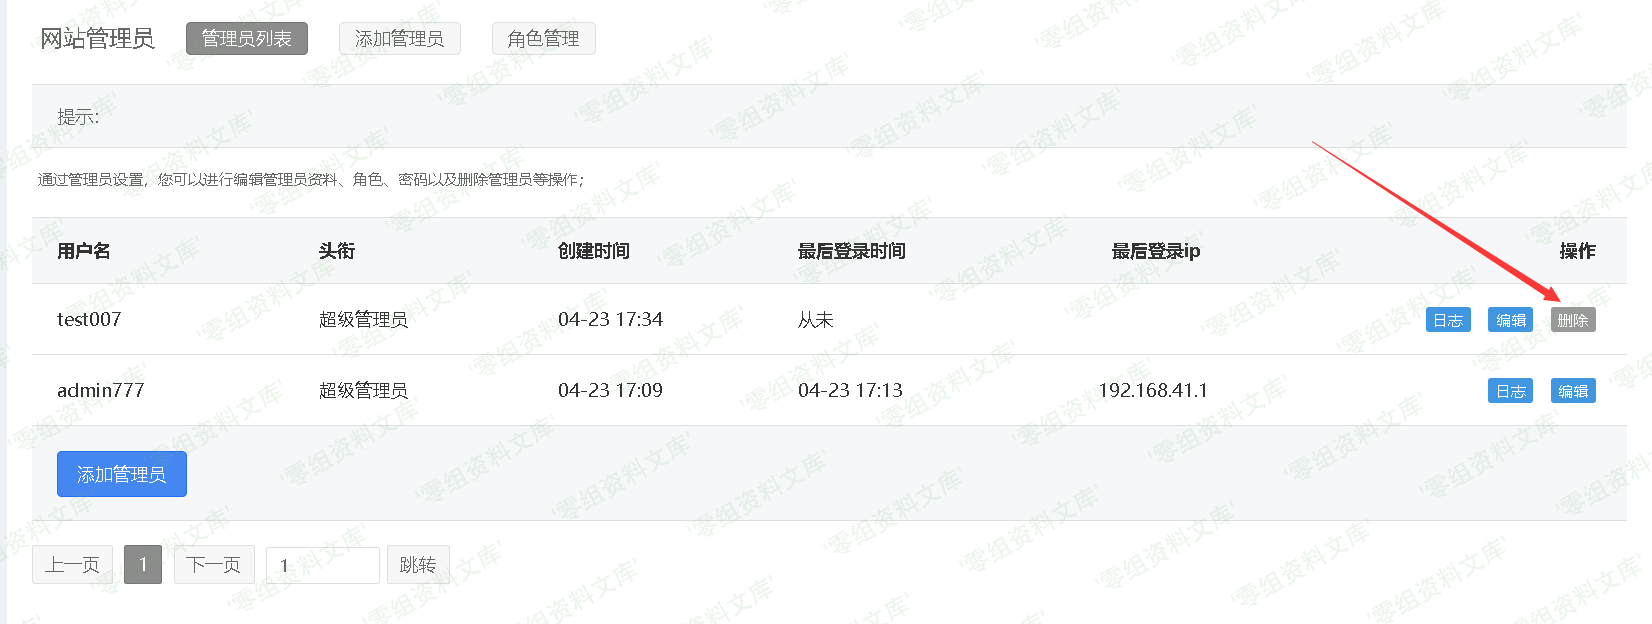 网站管理员 管理员列表 添加管理员 角色管理
提示:
通过管理员设置，您可以进行编辑管理员资料、角色、密码以及删除管理员等操作；
用户名 头衔 创建时间 最后登录时间 最后登录ip 操作
test007 超级管理员 04-23 17:34 从未 日志 编辑 删除
admin777 超级管理员 04-23 17:09 04-23 17:13 192.168.41.1 日志 编辑
添加管理员
上一页 1 下一页 1 跳转
零组资料文库